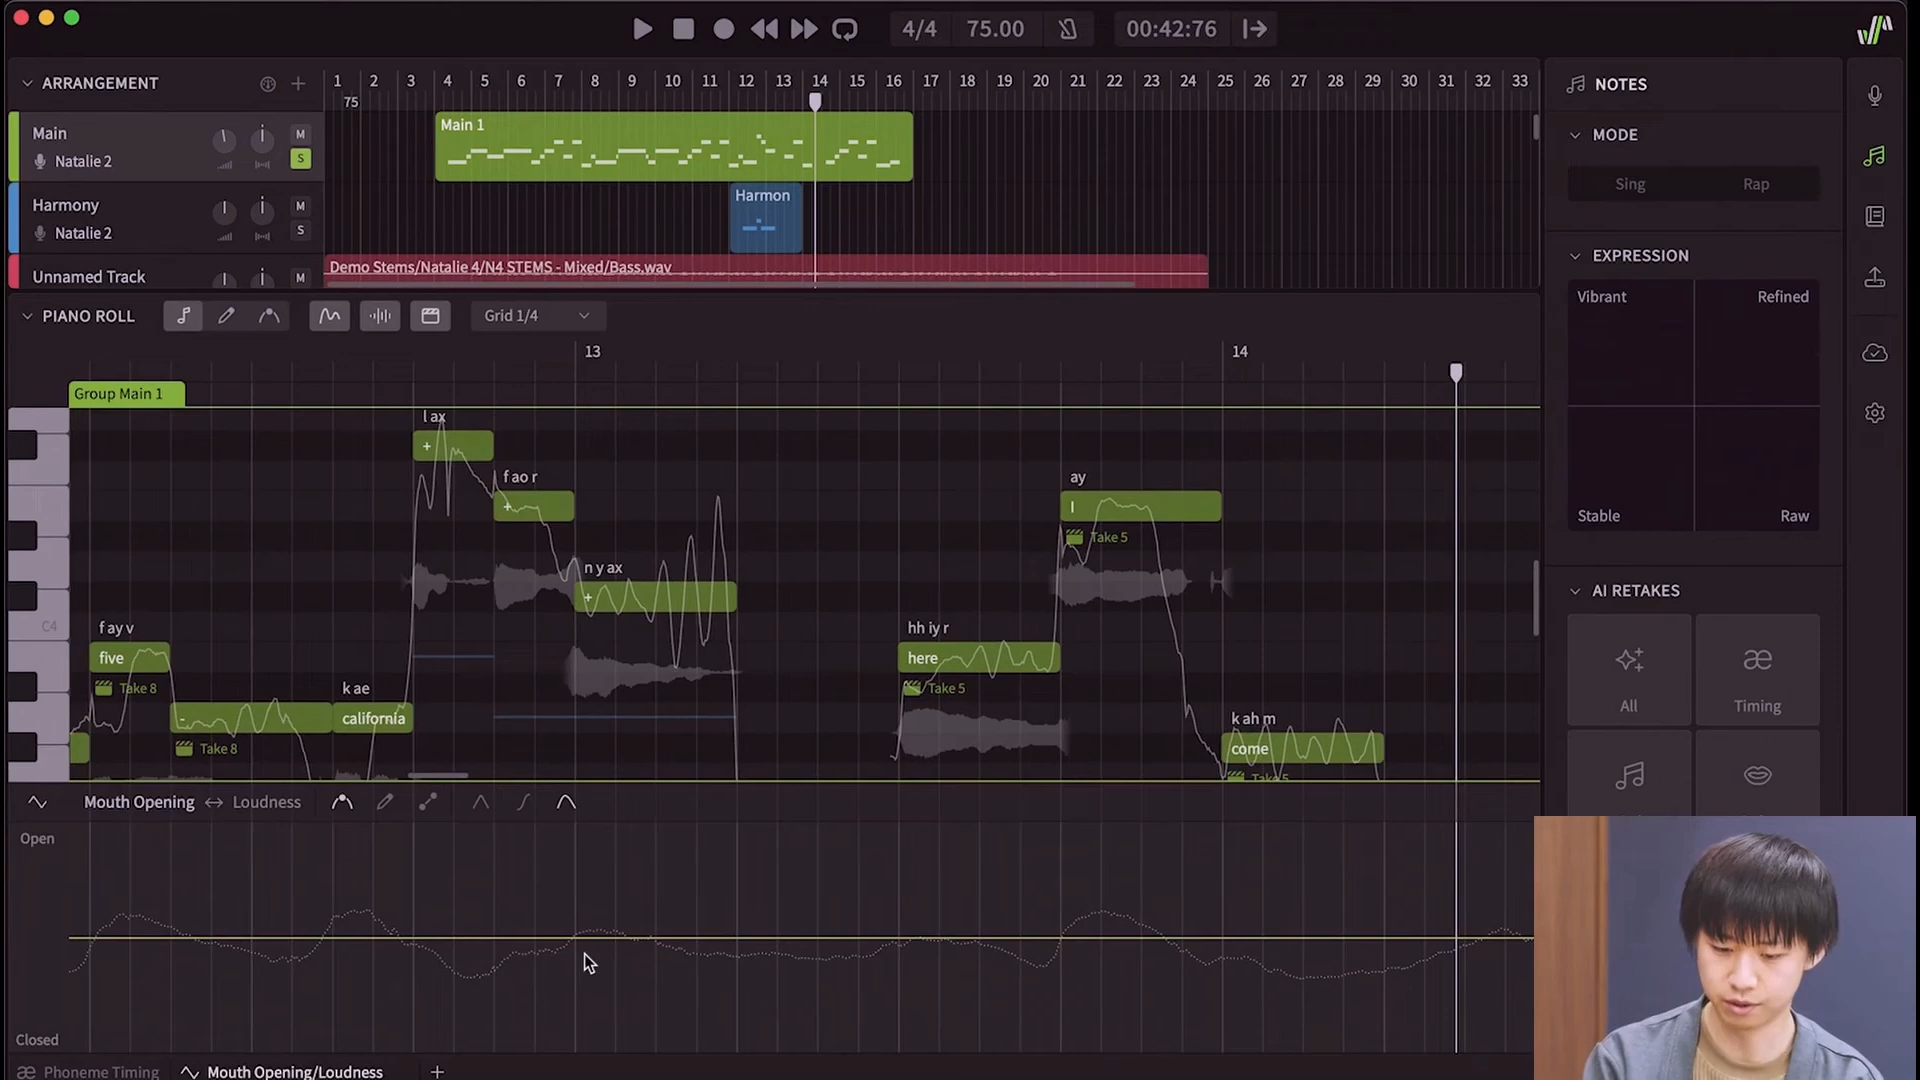 4/4 75.00 00:42:76
ARRANGEMENT
1 2 3 4 5 6 7 8 9 10 11 12 13 14 15 16 17 18 19 20 21 22 23 24 25 26 27 28 29 30 31 32 33
75
Main
M
Natalie 2
S
Main 1
Harmony
M
Natalie 2
S
Harmon
Unnamed Track
M
Demo Stems/Natalie 4/N4 STEMS - Mixed/Bass.wav
PIANO ROLL
Grid 1/4
13 14
Group Main 1
C4
l ax
+
f ao r
+
n y ax
+
f ay v
five
Take 8
-
Take 8
k ae
california
hh iy r
here
Take 5
ay
I
Take 5
k ah m
come
Take 5
Mouth Opening ↔ Loudness
Open
Closed
æ Phoneme Timing
Mouth Opening/Loudness +
NOTES
MODE
Sing Rap
EXPRESSION
Vibrant Refined
Stable Raw
AI RETAKES
æ
All Timing